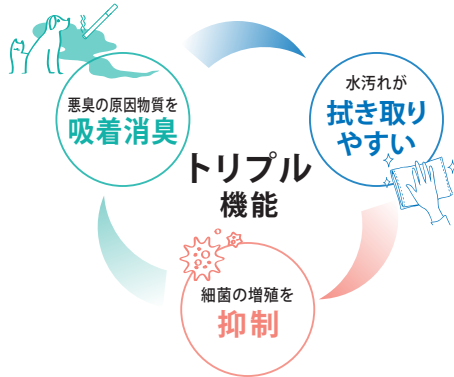 悪臭の原因物質を
吸着消臭
水汚れが
拭き取り
やすい
トリプル
機能
細菌の増殖を
抑制